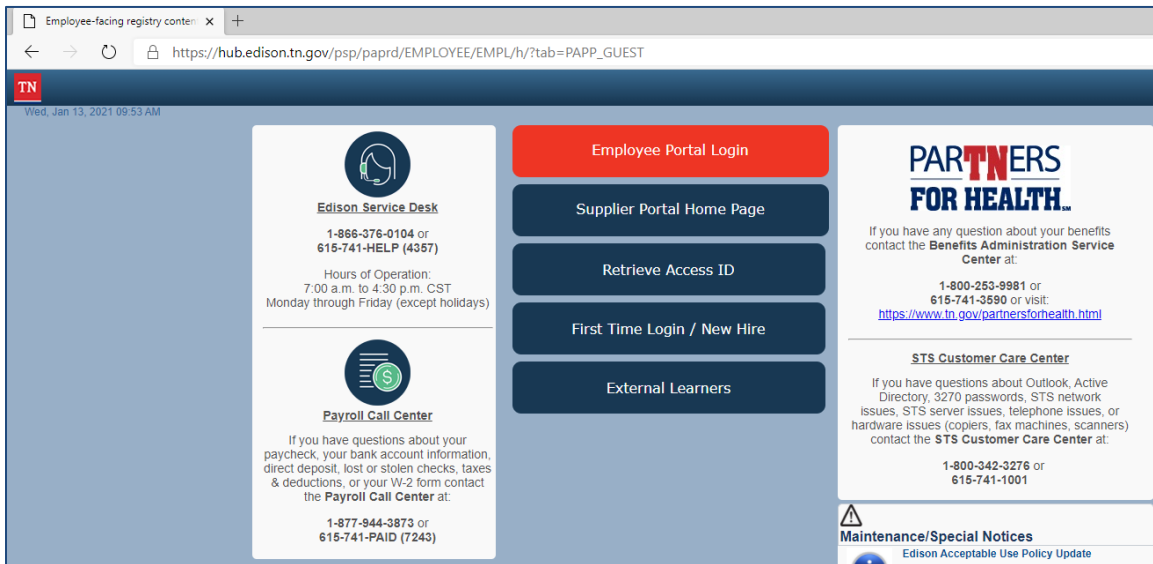 Employee-facing registry conten
https://hub.edison.tn.gov/psp/paprd/EMPLOYEE/EMPL/h/?tab=PAPP_GUEST
TN
Wed, Jan 13, 2021 09:53 AM
Edison Service Desk
1-866-376-0104 or
615-741-HELP (4357)
Hours of Operation:
7:00 a.m. to 4:30 p.m. CST
Monday through Friday (except holidays)
Payroll Call Center
If you have questions about your
paycheck, your bank account information,
direct deposit, lost or stolen checks, taxes
& deductions, or your W-2 form contact
the Payroll Call Center at:
1-877-944-3873 or
615-741-PAID (7243)
Employee Portal Login
Supplier Portal Home Page
Retrieve Access ID
First Time Login / New Hire
External Learners
PARTNERS
FOR HEALTH℠
If you have any question about your benefits
contact the Benefits Administration Service
Center at:
1-800-253-9981 or
615-741-3590 or visit:
https://www.tn.gov/partnersforhealth.html
STS Customer Care Center
If you have questions about Outlook, Active
Directory, 3270 passwords, STS network
issues, STS server issues, telephone issues, or
hardware issues (copiers, fax machines, scanners)
contact the STS Customer Care Center at:
1-800-342-3276 or
615-741-1001
Maintenance/Special Notices
Edison Acceptable Use Policy Update